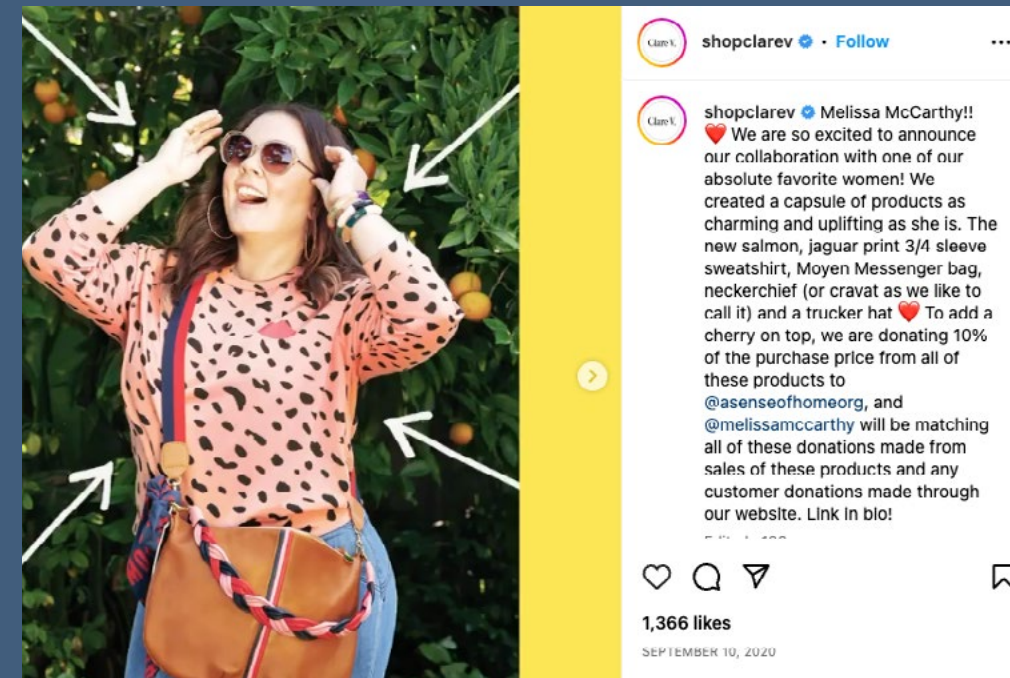 Clare V.
shopclarev · Follow
Clare V.
shopclarev Melissa McCarthy!!
❤️ We are so excited to announce
our collaboration with one of our
absolute favorite women! We
created a capsule of products as
charming and uplifting as she is. The
new salmon, jaguar print 3/4 sleeve
sweatshirt, Moyen Messenger bag,
neckerchief (or cravat as we like to
call it) and a trucker hat ❤️ To add a
cherry on top, we are donating 10%
of the purchase price from all of
these products to
@asenseofhomeorg, and
@melissamccarthy will be matching
all of these donations made from
sales of these products and any
customer donations made through
our website. Link in bio!
1,366 likes
SEPTEMBER 10, 2020